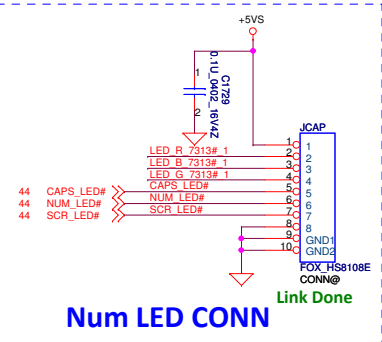 +5VS
1
2
C1729
0.1U_0402_16V4Z
JCAP
LED_R_7313#_1
LED_B_7313#_1
LED_G_7313#_1
44 CAPS_LED# CAPS_LED#
44 NUM_LED# NUM_LED#
44 SCR_LED# SCR_LED#
1 1
2 2
3 3
4 4
5 5
6 6
7 7
8 8
9 GND1
10 GND2
FOX_HS8108E
CONN@
Link Done
Num LED CONN